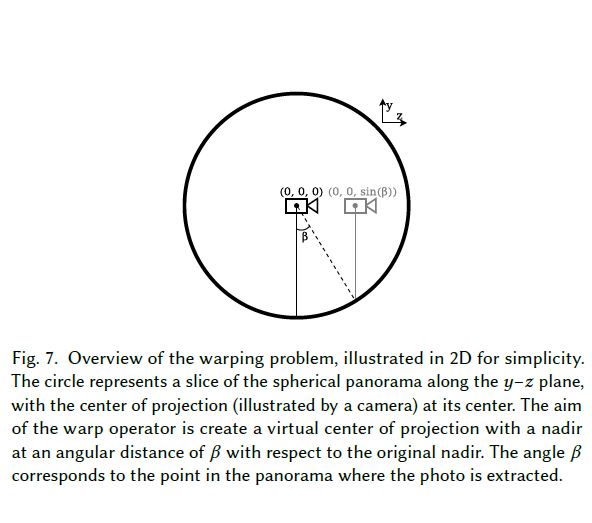 y
z
(0, 0, 0) (0, 0, sin(β))
β
Fig. 7. Overview of the warping problem, illustrated in 2D for simplicity.
The circle represents a slice of the spherical panorama along the y–z plane,
with the center of projection (illustrated by a camera) at its center. The aim
of the warp operator is create a virtual center of projection with a nadir
at an angular distance of β with respect to the original nadir. The angle β
corresponds to the point in the panorama where the photo is extracted.